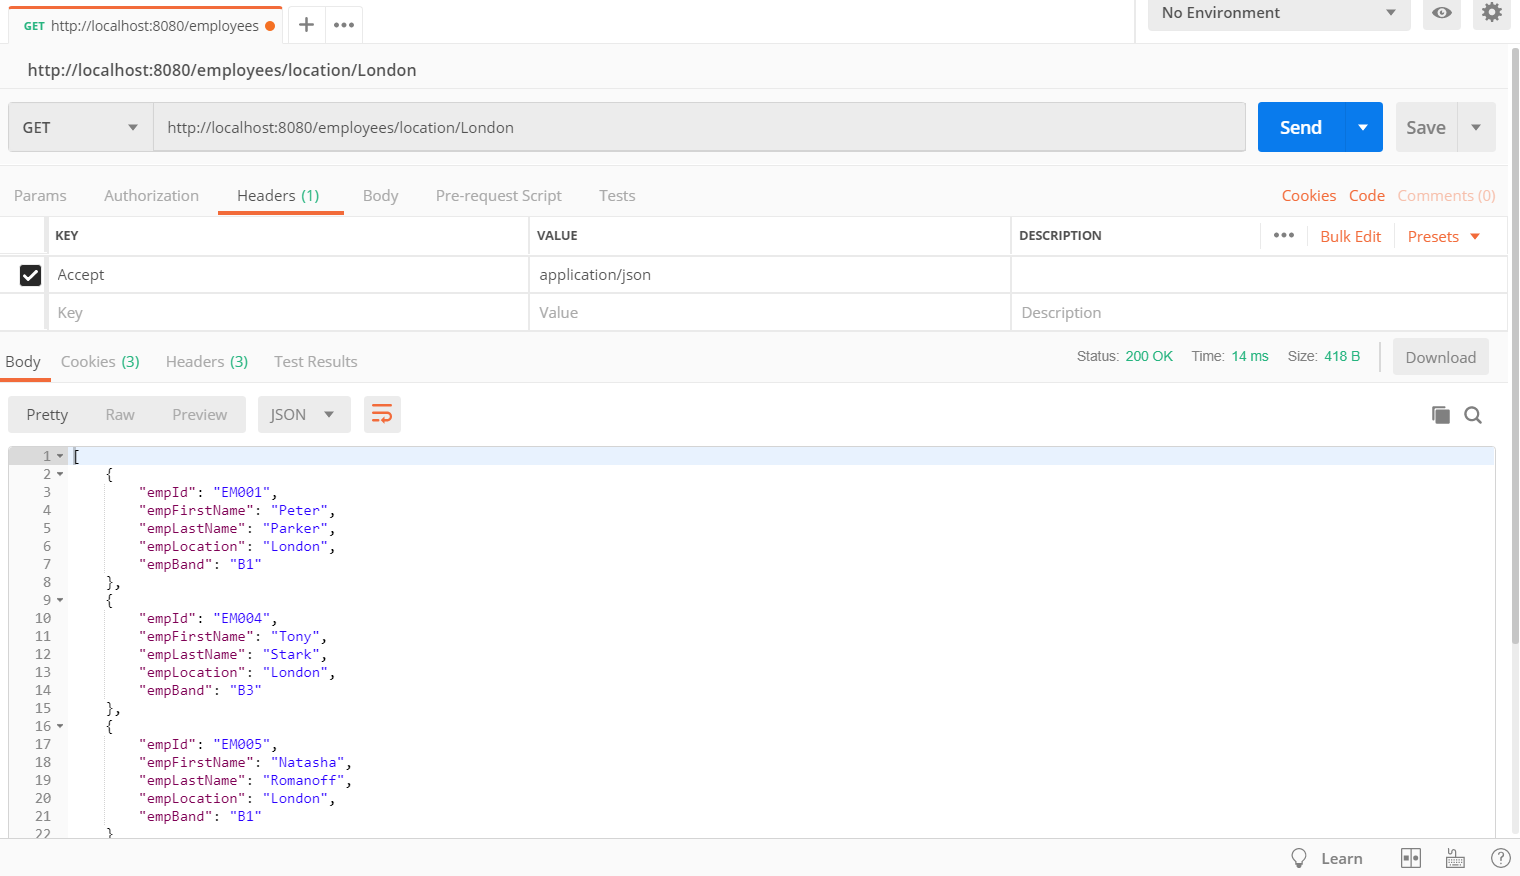 GET http://localhost:8080/employees
No Environment
http://localhost:8080/employees/location/London
GET http://localhost:8080/employees/location/London Send Save
Params Authorization Headers (1) Body Pre-request Script Tests Cookies Code Comments (0)
KEY VALUE DESCRIPTION Bulk Edit Presets
Accept application/json
Key Value Description
Body Cookies (3) Headers (3) Test Results Status: 200 OK Time: 14 ms Size: 418 B Download
Pretty Raw Preview JSON
1 [
2 {
3 "empId": "EM001",
4 "empFirstName": "Peter",
5 "empLastName": "Parker",
6 "empLocation": "London",
7 "empBand": "B1"
8 },
9 {
10 "empId": "EM004",
11 "empFirstName": "Tony",
12 "empLastName": "Stark",
13 "empLocation": "London",
14 "empBand": "B3"
15 },
16 {
17 "empId": "EM005",
18 "empFirstName": "Natasha",
19 "empLastName": "Romanoff",
20 "empLocation": "London",
21 "empBand": "B1"
22 }
Learn